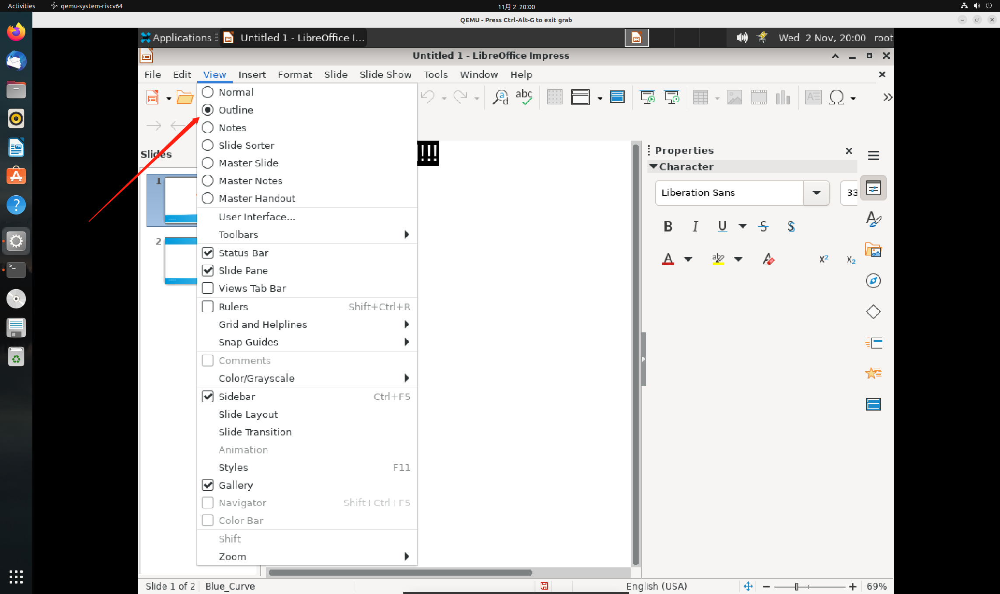 Activities qemu-system-riscv64 11月 2 20:00
QEMU - Press Ctrl-Alt-G to exit grab
Applications Untitled 1 - LibreOffice I... Wed 2 Nov, 20:00 root
Untitled 1 - LibreOffice Impress
File Edit View Insert Format Slide Slide Show Tools Window Help
Normal
Outline
Notes
Slide Sorter
Master Slide
Master Notes
Master Handout
User Interface...
Toolbars
Status Bar
Slide Pane
Views Tab Bar
Rulers Shift+Ctrl+R
Grid and Helplines
Snap Guides
Comments
Color/Grayscale
Sidebar Ctrl+F5
Slide Layout
Slide Transition
Animation
Styles F11
Gallery
Navigator Shift+Ctrl+F5
Color Bar
Shift
Zoom
Slides
1
2
!!!
Properties
Character
Liberation Sans 33
B I U S S
A ab A x² x₂
Slide 1 of 2 Blue_Curve English (USA) 69%